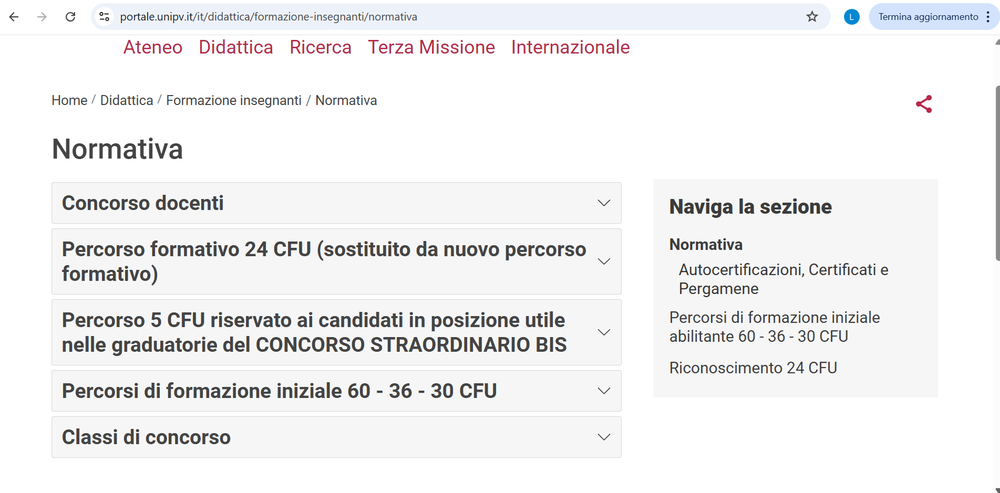 portale.unipv.it/it/didattica/formazione-insegnanti/normativa
L
Termina aggiornamento
Ateneo Didattica Ricerca Terza Missione Internazionale
Home / Didattica / Formazione insegnanti / Normativa
Normativa
Concorso docenti
Percorso formativo 24 CFU (sostituito da nuovo percorso
formativo)
Percorso 5 CFU riservato ai candidati in posizione utile
nelle graduatorie del CONCORSO STRAORDINARIO BIS
Percorsi di formazione iniziale 60 - 36 - 30 CFU
Classi di concorso
Naviga la sezione
Normativa
Autocertificazioni, Certificati e
Pergamene
Percorsi di formazione iniziale
abilitante 60 - 36 - 30 CFU
Riconoscimento 24 CFU